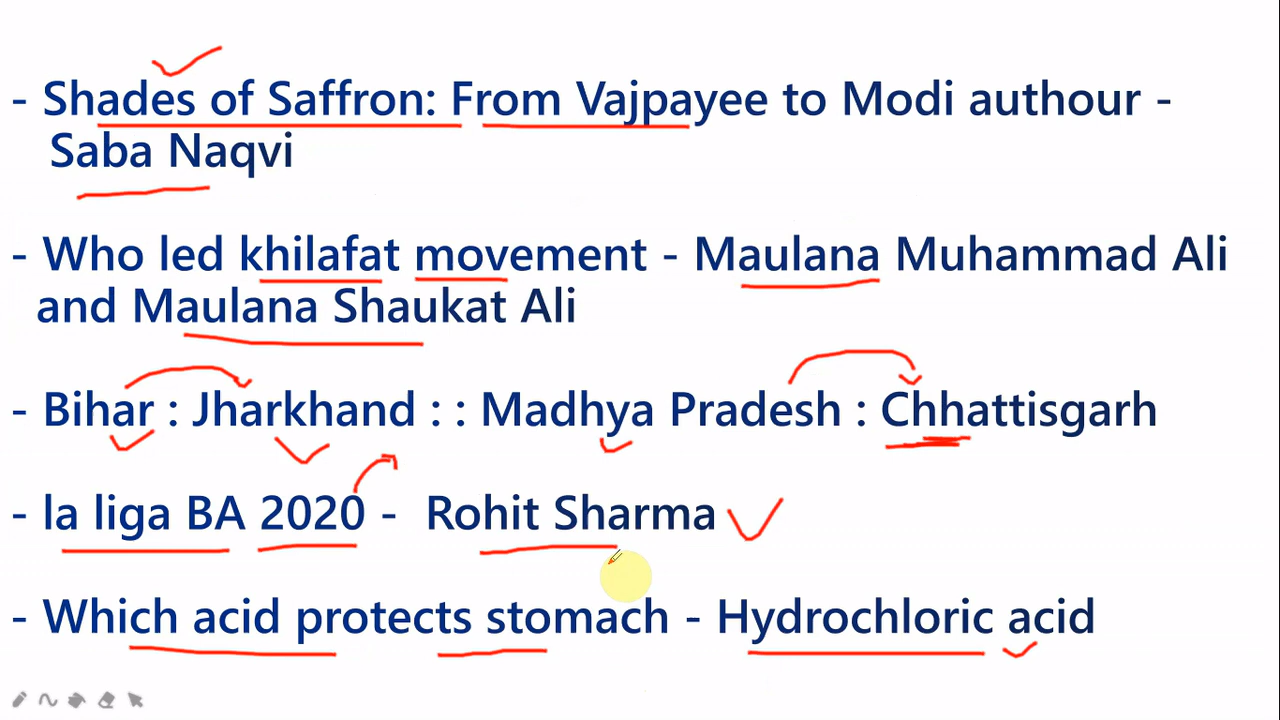 - Shades of Saffron: From Vajpayee to Modi authour -
Saba Naqvi
- Who led khilafat movement - Maulana Muhammad Ali
and Maulana Shaukat Ali
- Bihar : Jharkhand : : Madhya Pradesh : Chhattisgarh
- la liga BA 2020 - Rohit Sharma
- Which acid protects stomach - Hydrochloric acid